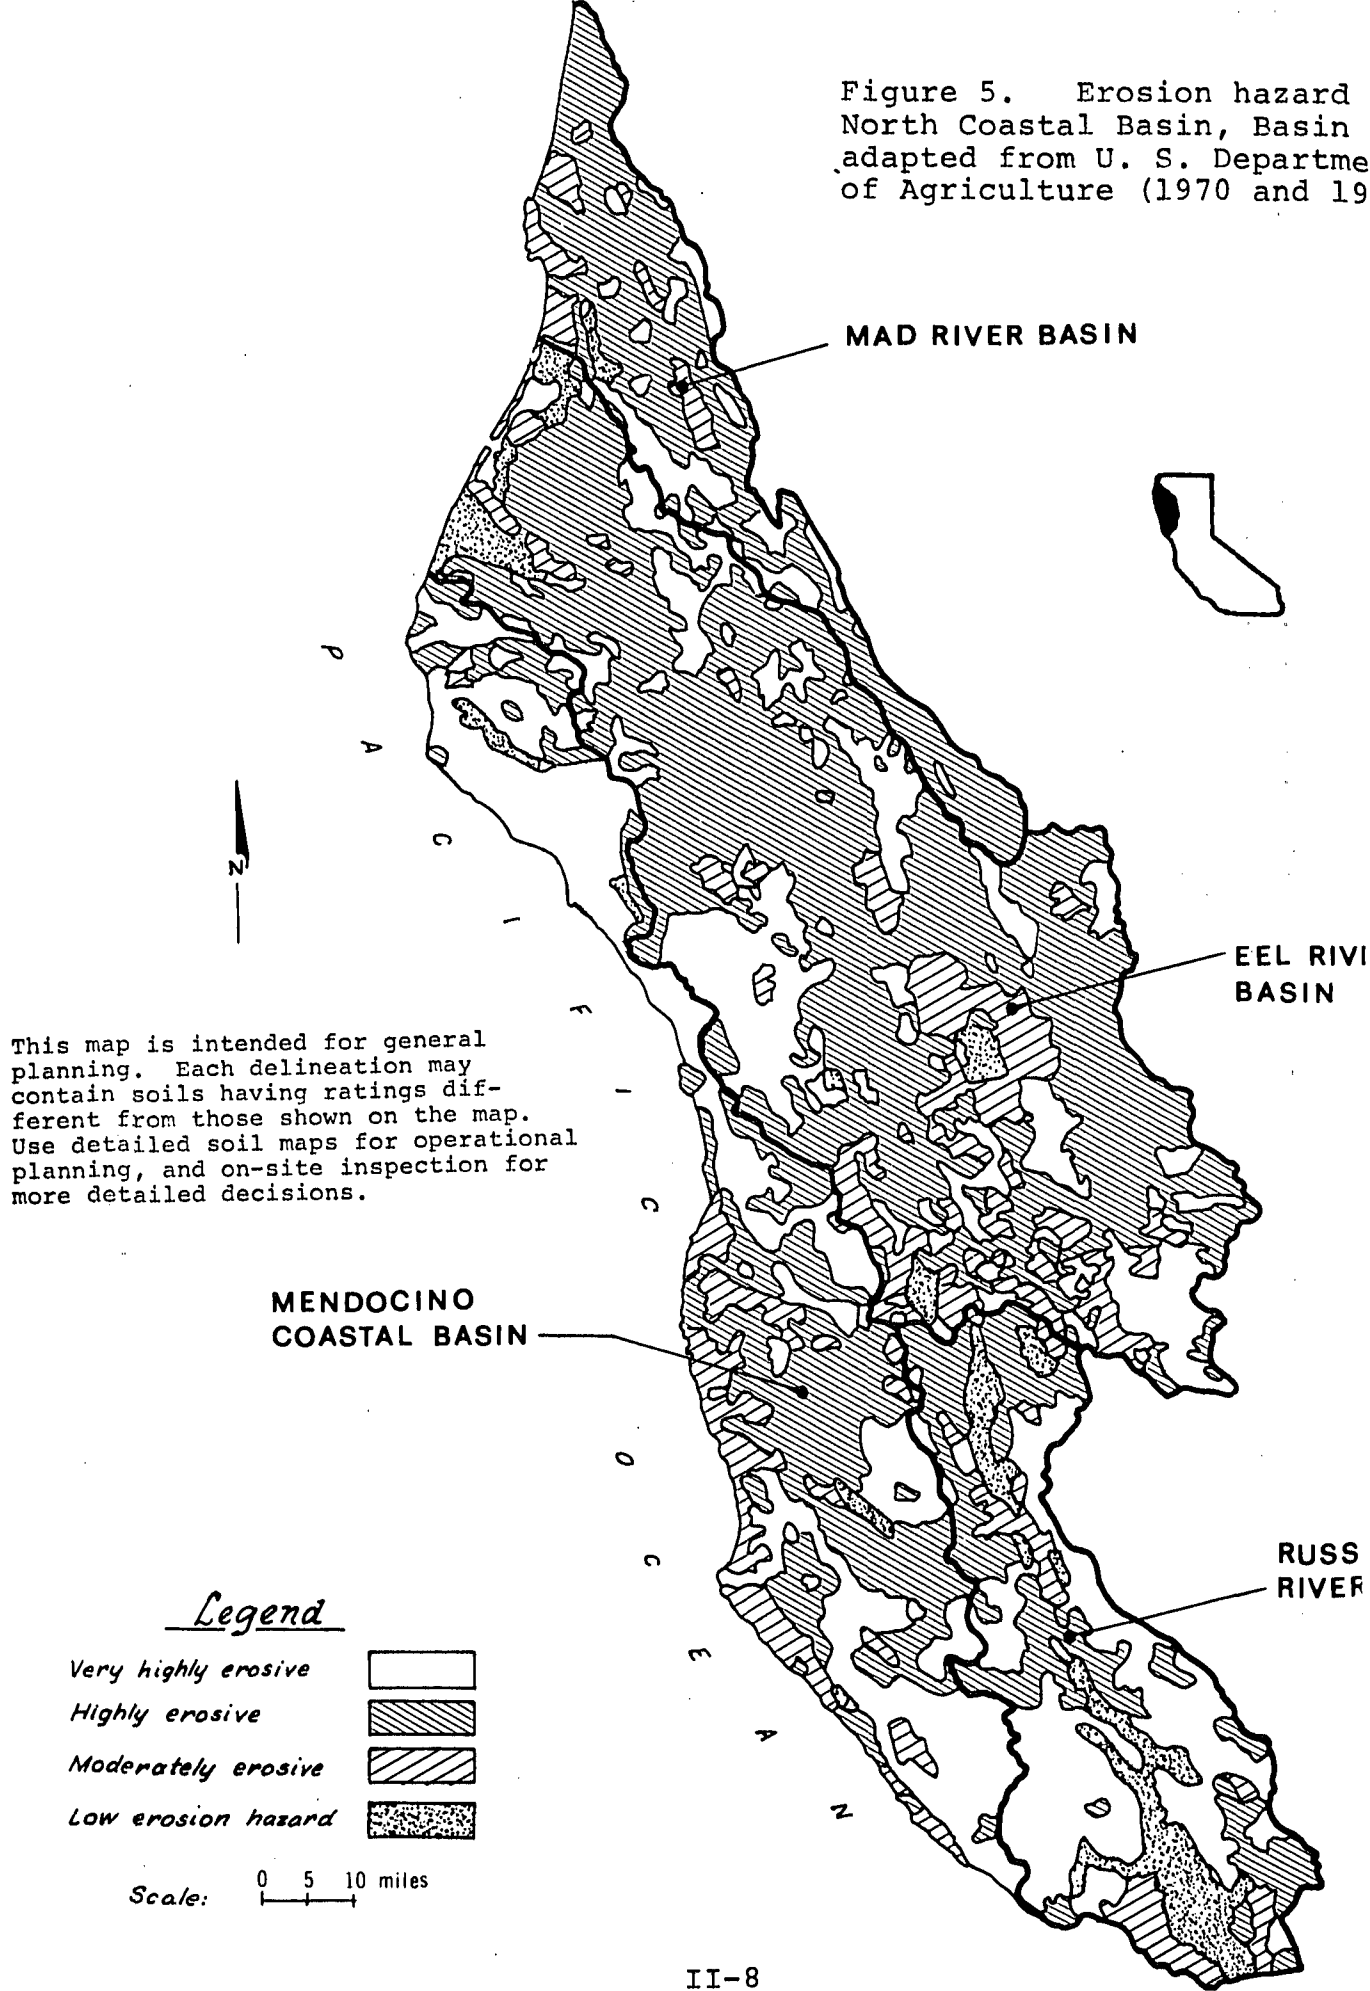 Figure 5. Erosion hazard
North Coastal Basin, Basin
adapted from U. S. Departme
of Agriculture (1970 and 19
MAD RIVER BASIN
PACIFIC OCEAN
N
EEL RIV
BASIN
This map is intended for general
planning. Each delineation may
contain soils having ratings dif-
ferent from those shown on the map.
Use detailed soil maps for operational
planning, and on-site inspection for
more detailed decisions.
MENDOCINO
COASTAL BASIN
RUSS
RIVER
Legend
Very highly erosive
Highly erosive
Moderately erosive
Low erosion hazard
Scale: 0 5 10 miles
II-8